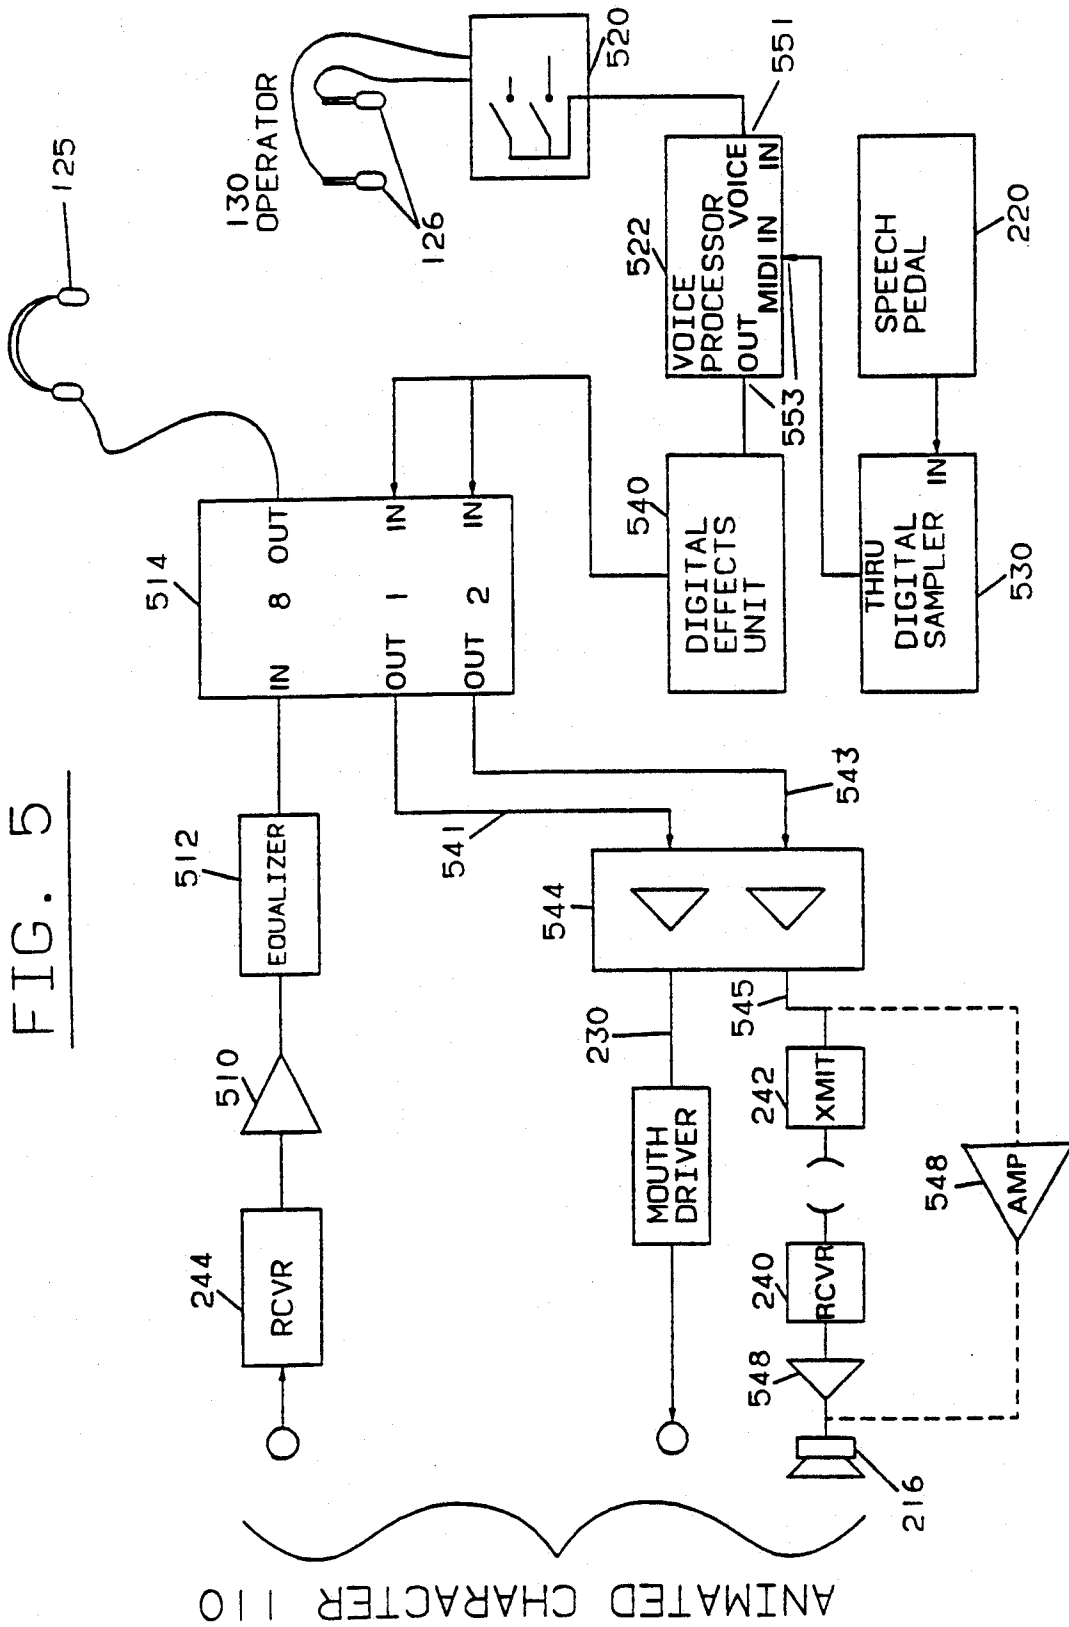 FIG. 5
125
130
OPERATOR
126
520
551
514
IN 8 OUT
OUT 1 IN
OUT 2 IN
512
EQUALIZER
510
244
RCVR
522
VOICE
PROCESSOR
OUT VOICE
MIDI IN IN
553
540
DIGITAL
EFFECTS
UNIT
220
SPEECH
PEDAL
THRU
DIGITAL
SAMPLER IN
530
541
543
544
545
230
MOUTH
DRIVER
242
XMIT
240
RCVR
548
548
AMP
216
ANIMATED CHARACTER 110